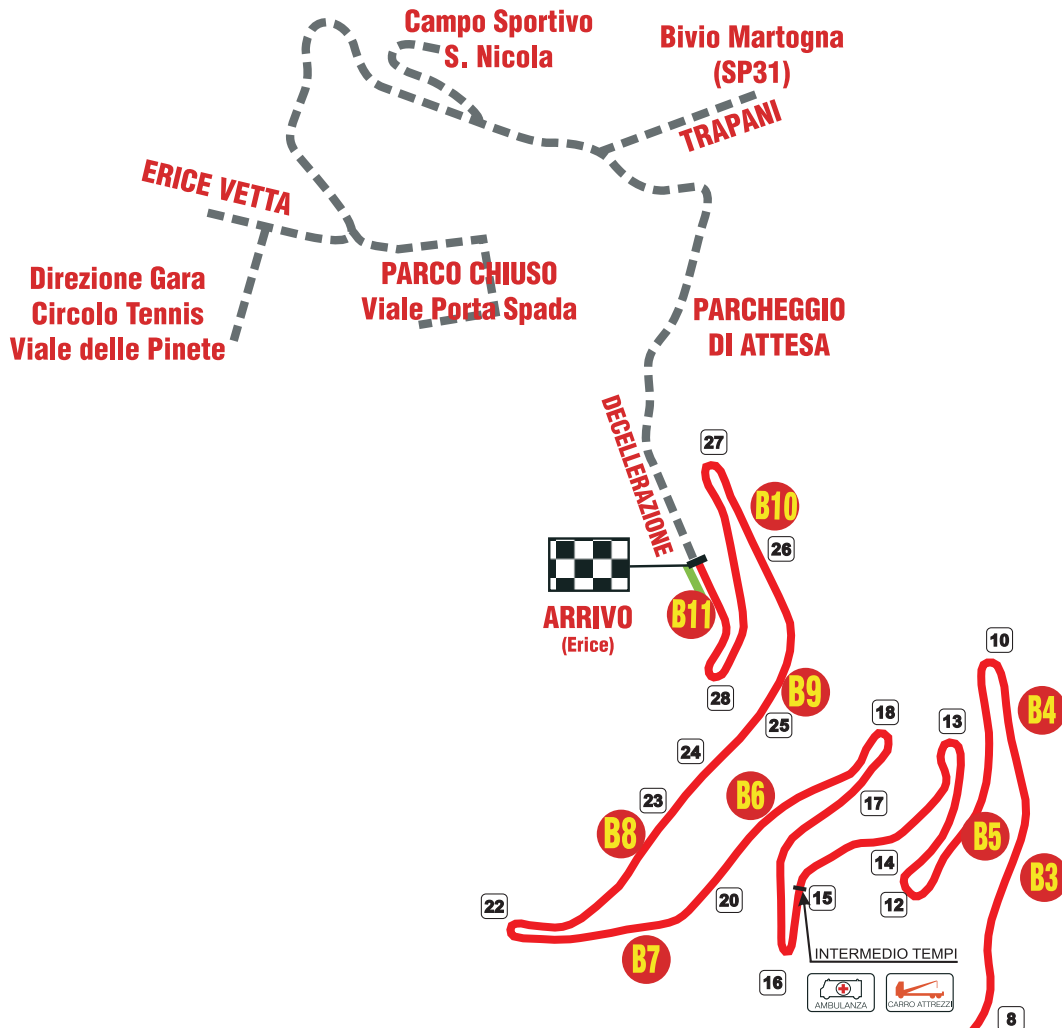 Campo Sportivo
S. Nicola
Bivio Martogna
(SP31)
TRAPANI
ERICE VETTA
Direzione Gara
Circolo Tennis
Viale delle Pinete
PARCO CHIUSO
Viale Porta Spada
PARCHEGGIO
DI ATTESA
DECELLERAZIONE
27
B10
26
ARRIVO
(Erice)
B11
28
B9
25
10
B4
18
13
24
23
B6
17
B8
B5
14
B3
12
22
20
15
B7
16
INTERMEDIO TEMPI
AMBULANZA
CARRO ATTREZZI
8